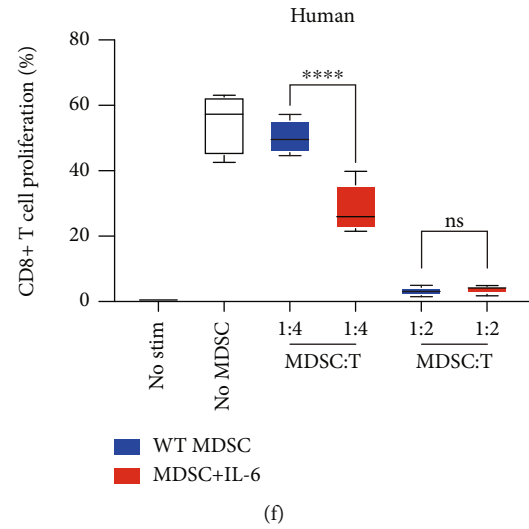 Human
CD8+ T cell proliferation (%)
80
60
40
20
0
****
ns
No stim
No MDSC
1:4
1:4
1:2
1:2
MDSC:T
MDSC:T
WT MDSC
MDSC+IL-6
(f)